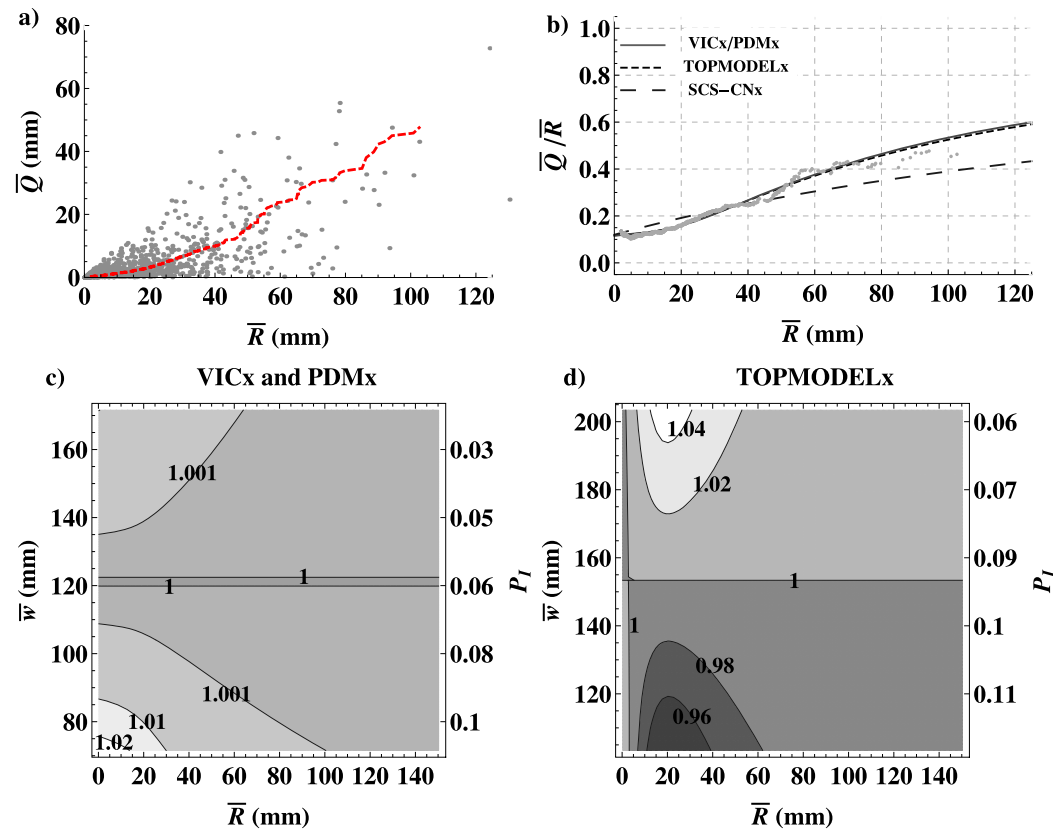 a)
80
60
40
20
0
Q̅ (mm)
0 20 40 60 80 100 120
R̅ (mm)
b)
1.0
0.8
0.6
0.4
0.2
0.0
Q̅/R̅
VICx/PDMx
TOPMODELx
SCS−CNx
0 20 40 60 80 100 120
R̅ (mm)
c)
VICx and PDMx
160
140
120
100
80
w̅ (mm)
0.03
0.05
0.06
0.08
0.1
P_I
1.001
1
1
1.001
1.01
1.02
0 20 40 60 80 100 120 140
R̅ (mm)
d)
TOPMODELx
200
180
160
140
120
w̅ (mm)
0.06
0.07
0.09
0.1
0.11
P_I
1.04
1.02
1
1
0.98
0.96
0 20 40 60 80 100 120 140
R̅ (mm)